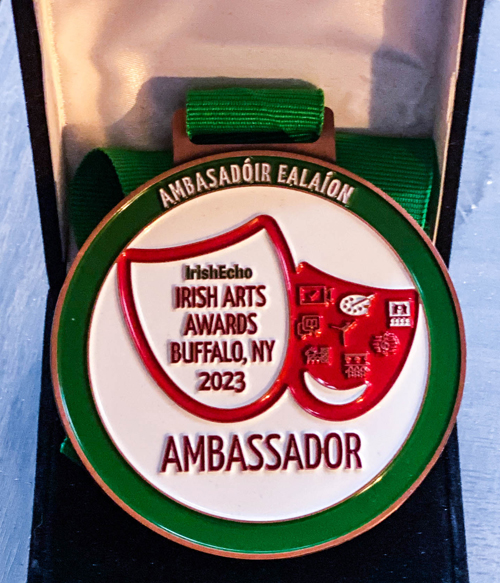 AMBASADÓIR EALAÍON
IrishEcho
IRISH ARTS
AWARDS
BUFFALO, NY
2023
AMBASSADOR